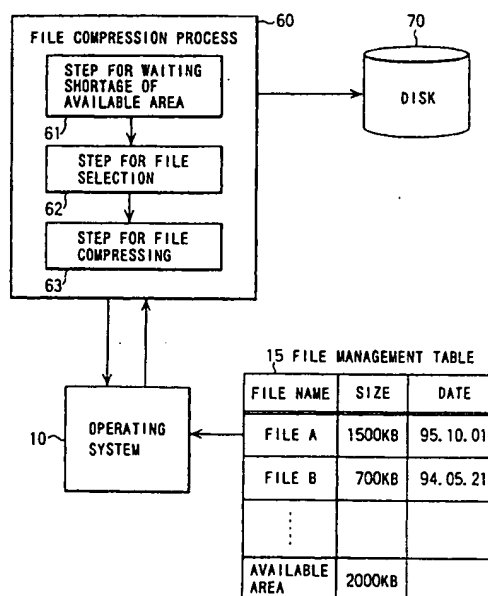 60
FILE COMPRESSION PROCESS
STEP FOR WAITING
SHORTAGE OF
AVAILABLE AREA
61
STEP FOR FILE
SELECTION
62
STEP FOR FILE
COMPRESSING
63
70
DISK
10
OPERATING
SYSTEM
15 FILE MANAGEMENT TABLE
FILE NAME SIZE DATE
FILE A 1500KB 95.10.01
FILE B 700KB 94.05.21
AVAILABLE
AREA 2000KB